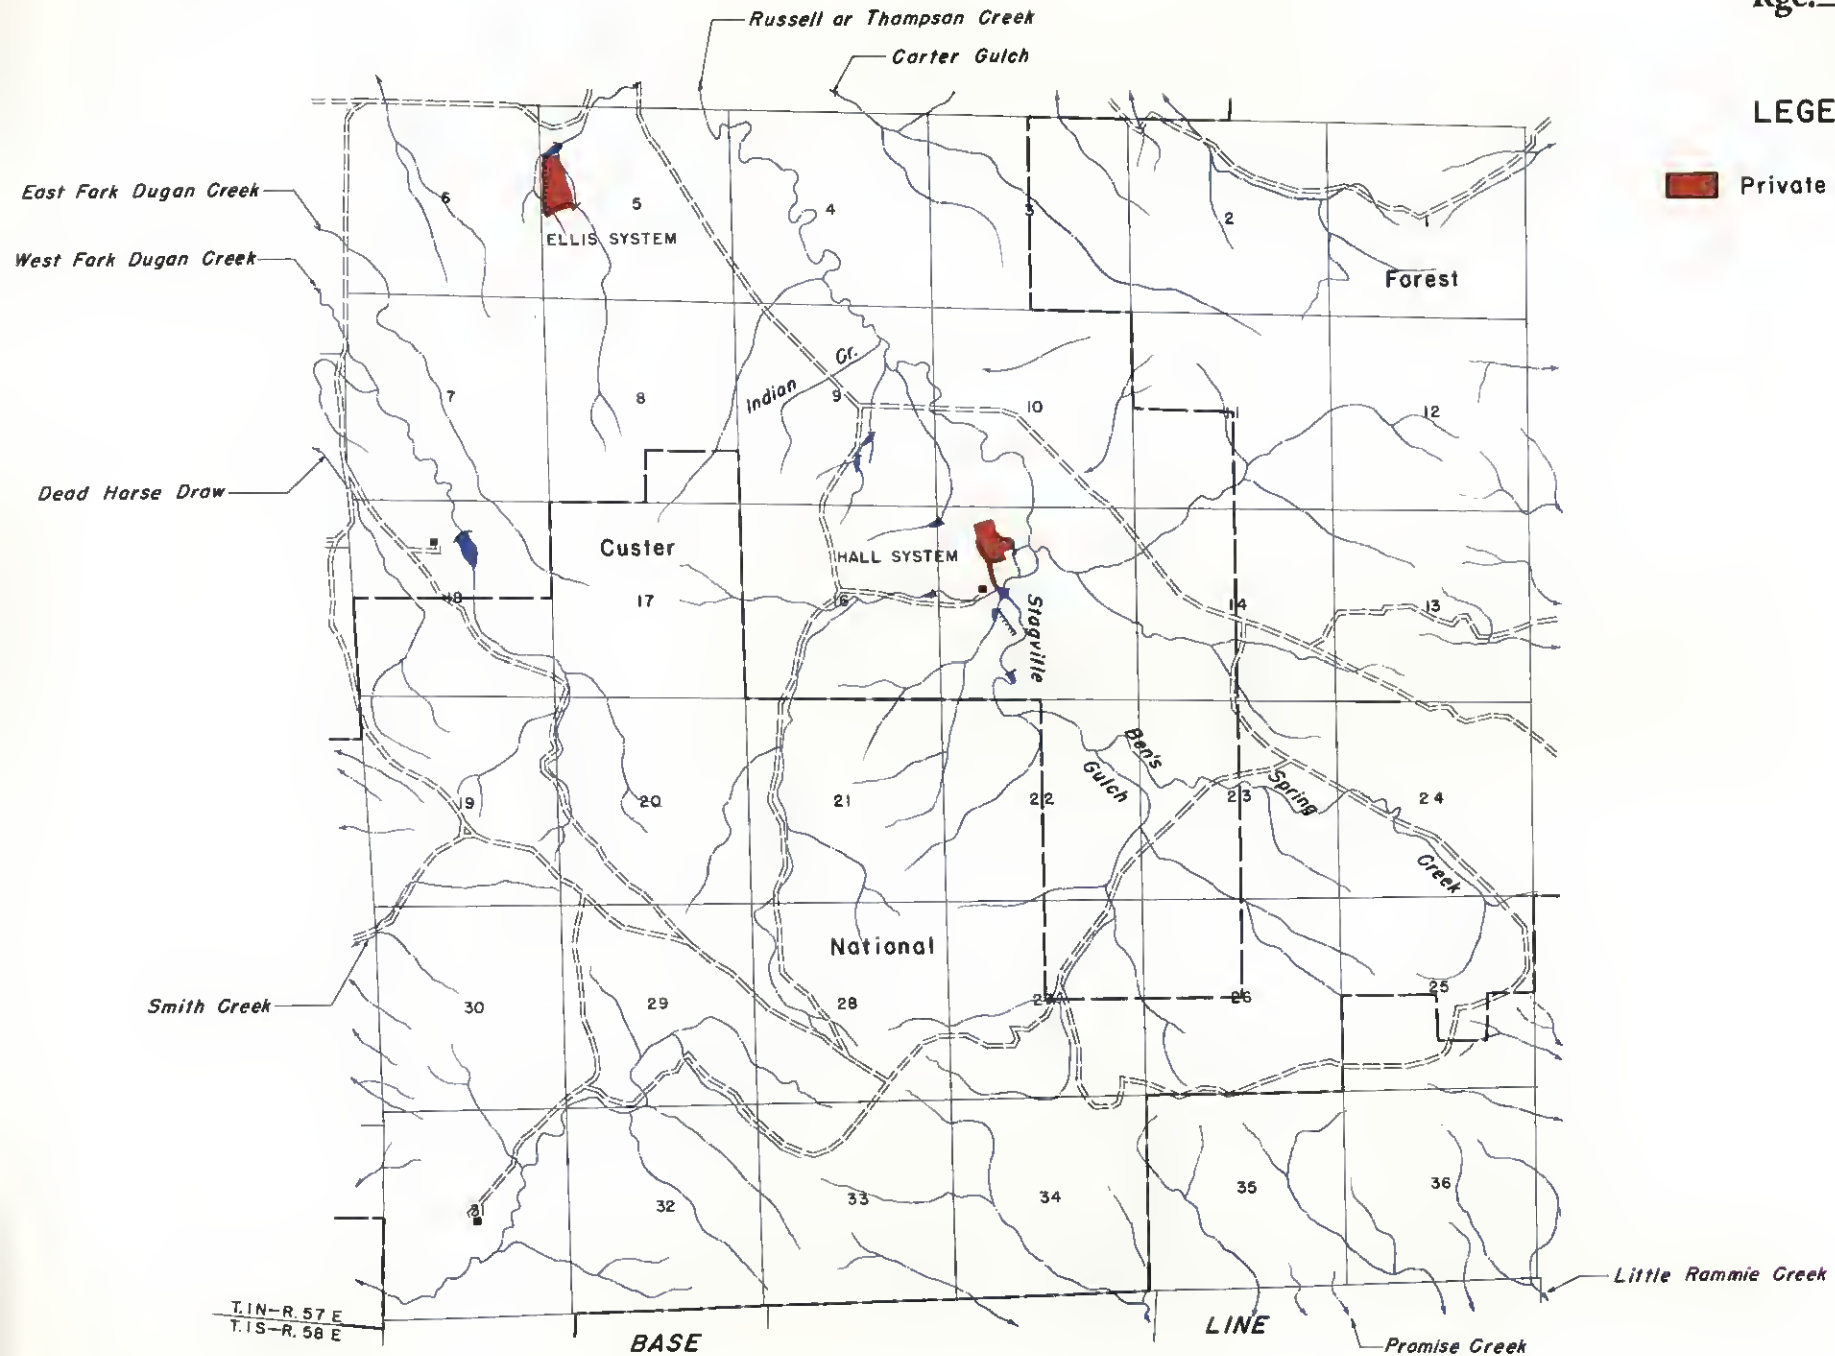 Rge.
Russell or Thompson Creek
Carter Gulch
LEGE
Private
East Fork Dugan Creek
6
5
4
3
2
1
ELLIS SYSTEM
West Fork Dugan Creek
Forest
Indian Cr.
7
8
9
10
11
12
Dead Horse Draw
Custer
HALL SYSTEM
18
17
16
14
13
Stagville
Ben's
Gulch
Spring
Creek
19
20
21
22
23
24
National
Smith Creek
30
29
28
27
26
25
31
32
33
34
35
36
Little Rammie Creek
T.1N-R.57 E
T.1S-R.58 E
BASE LINE
Promise Creek